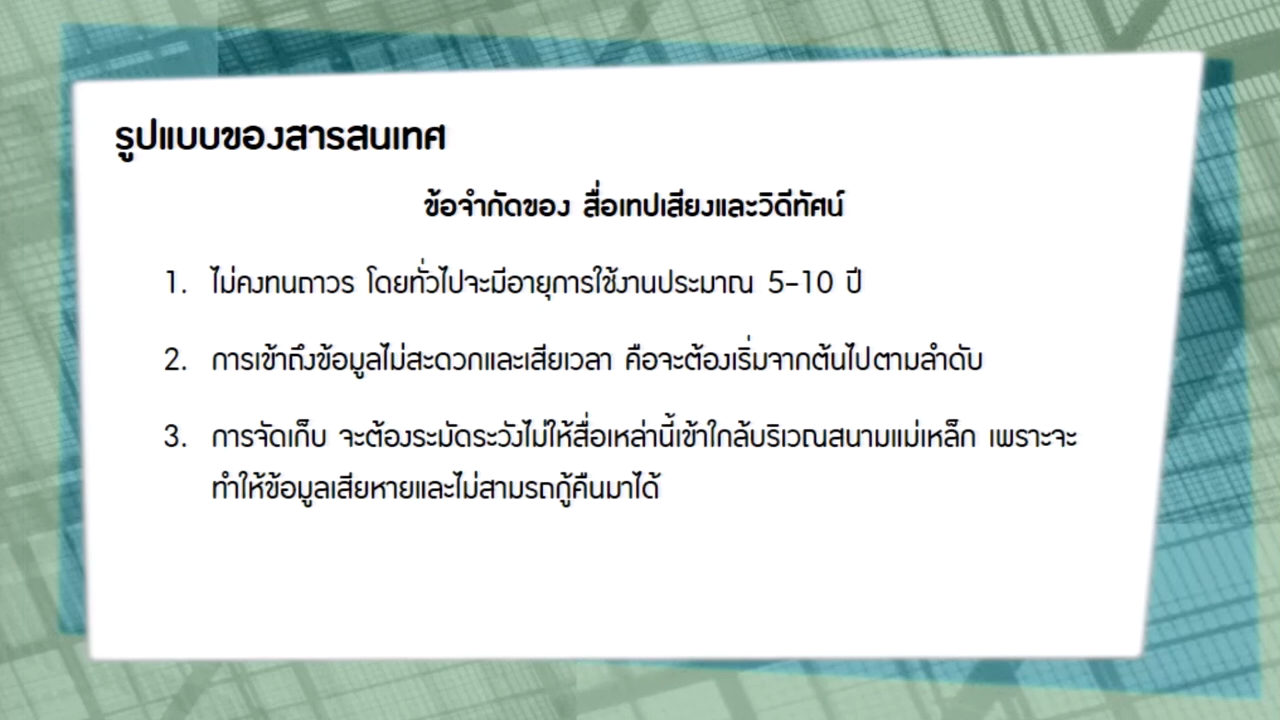 รูปแบบของสารสนเทศ
ข้อจำกัดของ สื่อเทปเสียงและวิดีทัศน์
1. ไม่คงทนถาวร โดยทั่วไปจะมีอายุการใช้งานประมาณ 5-10 ปี
2. การเข้าถึงข้อมูลไม่สะดวกและเสียเวลา คือจะต้องเริ่มจากต้นไปตามลำดับ
3. การจัดเก็บ จะต้องระมัดระวังไม่ให้สื่อเหล่านี้เข้าใกล้บริเวณสนามแม่เหล็ก เพราะจะ
ทำให้ข้อมูลเสียหายและไม่สามรถกู้คืนมาได้